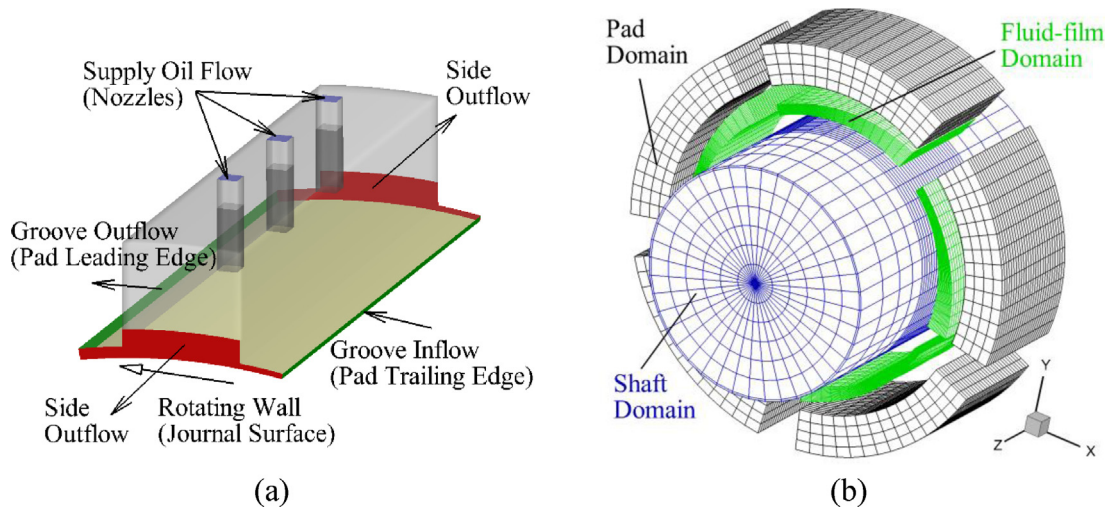 Supply Oil Flow
(Nozzles)
Side
Outflow
Groove Outflow
(Pad Leading Edge)
Groove Inflow
(Pad Trailing Edge)
Side
Outflow
Rotating Wall
(Journal Surface)
(a)
Pad
Domain
Fluid-film
Domain
Shaft
Domain
Y
Z
X
(b)